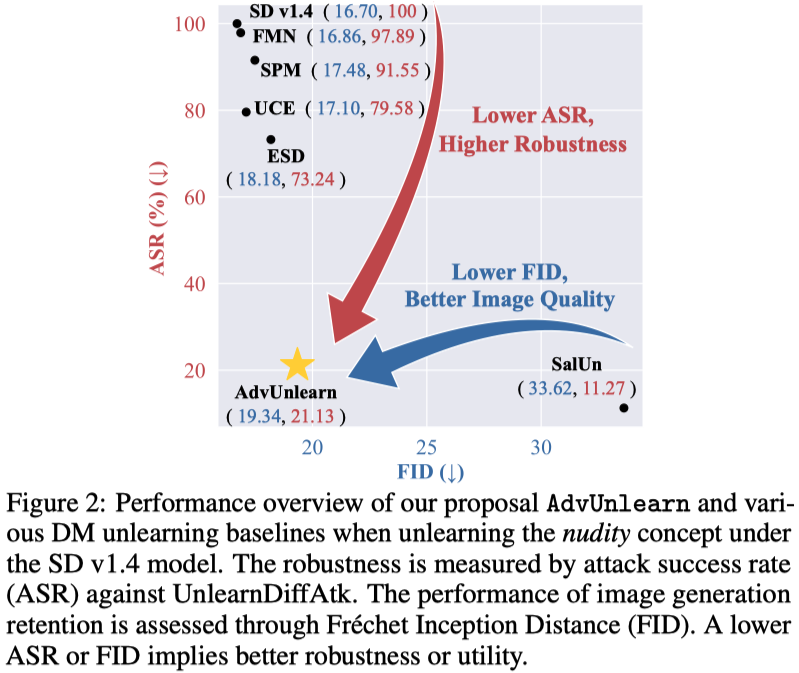 100
80
60
40
20
ASR (%) (↓)
SD v1.4 ( 16.70, 100 )
FMN ( 16.86, 97.89 )
SPM ( 17.48, 91.55 )
UCE ( 17.10, 79.58 )
ESD
( 18.18, 73.24 )
Lower ASR,
Higher Robustness
Lower FID,
Better Image Quality
SalUn
( 33.62, 11.27 )
AdvUnlearn
( 19.34, 21.13 )
20 25 30
FID (↓)
Figure 2: Performance overview of our proposal AdvUnlearn and vari-
ous DM unlearning baselines when unlearning the nudity concept under
the SD v1.4 model. The robustness is measured by attack success rate
(ASR) against UnlearnDiffAtk. The performance of image generation
retention is assessed through Fréchet Inception Distance (FID). A lower
ASR or FID implies better robustness or utility.